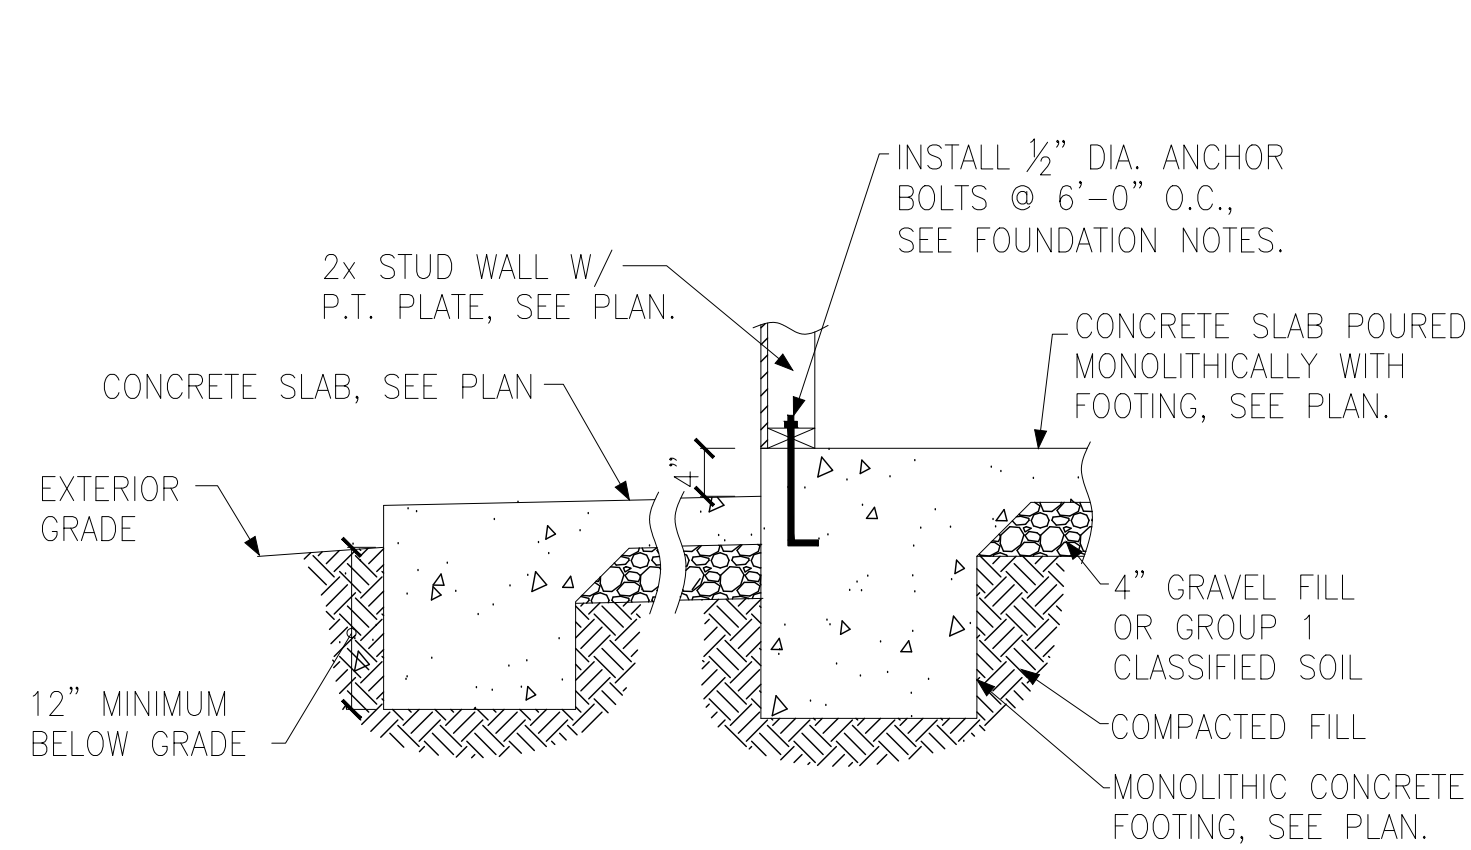 INSTALL ½" DIA. ANCHOR
BOLTS @ 6'-0" O.C.,
SEE FOUNDATION NOTES.
2x STUD WALL W/
P.T. PLATE, SEE PLAN.
CONCRETE SLAB POURED
MONOLITHICALLY WITH
FOOTING, SEE PLAN.
CONCRETE SLAB, SEE PLAN
4"
EXTERIOR
GRADE
4" GRAVEL FILL
OR GROUP 1
CLASSIFIED SOIL
12" MINIMUM
BELOW GRADE
COMPACTED FILL
MONOLITHIC CONCRETE
FOOTING, SEE PLAN.